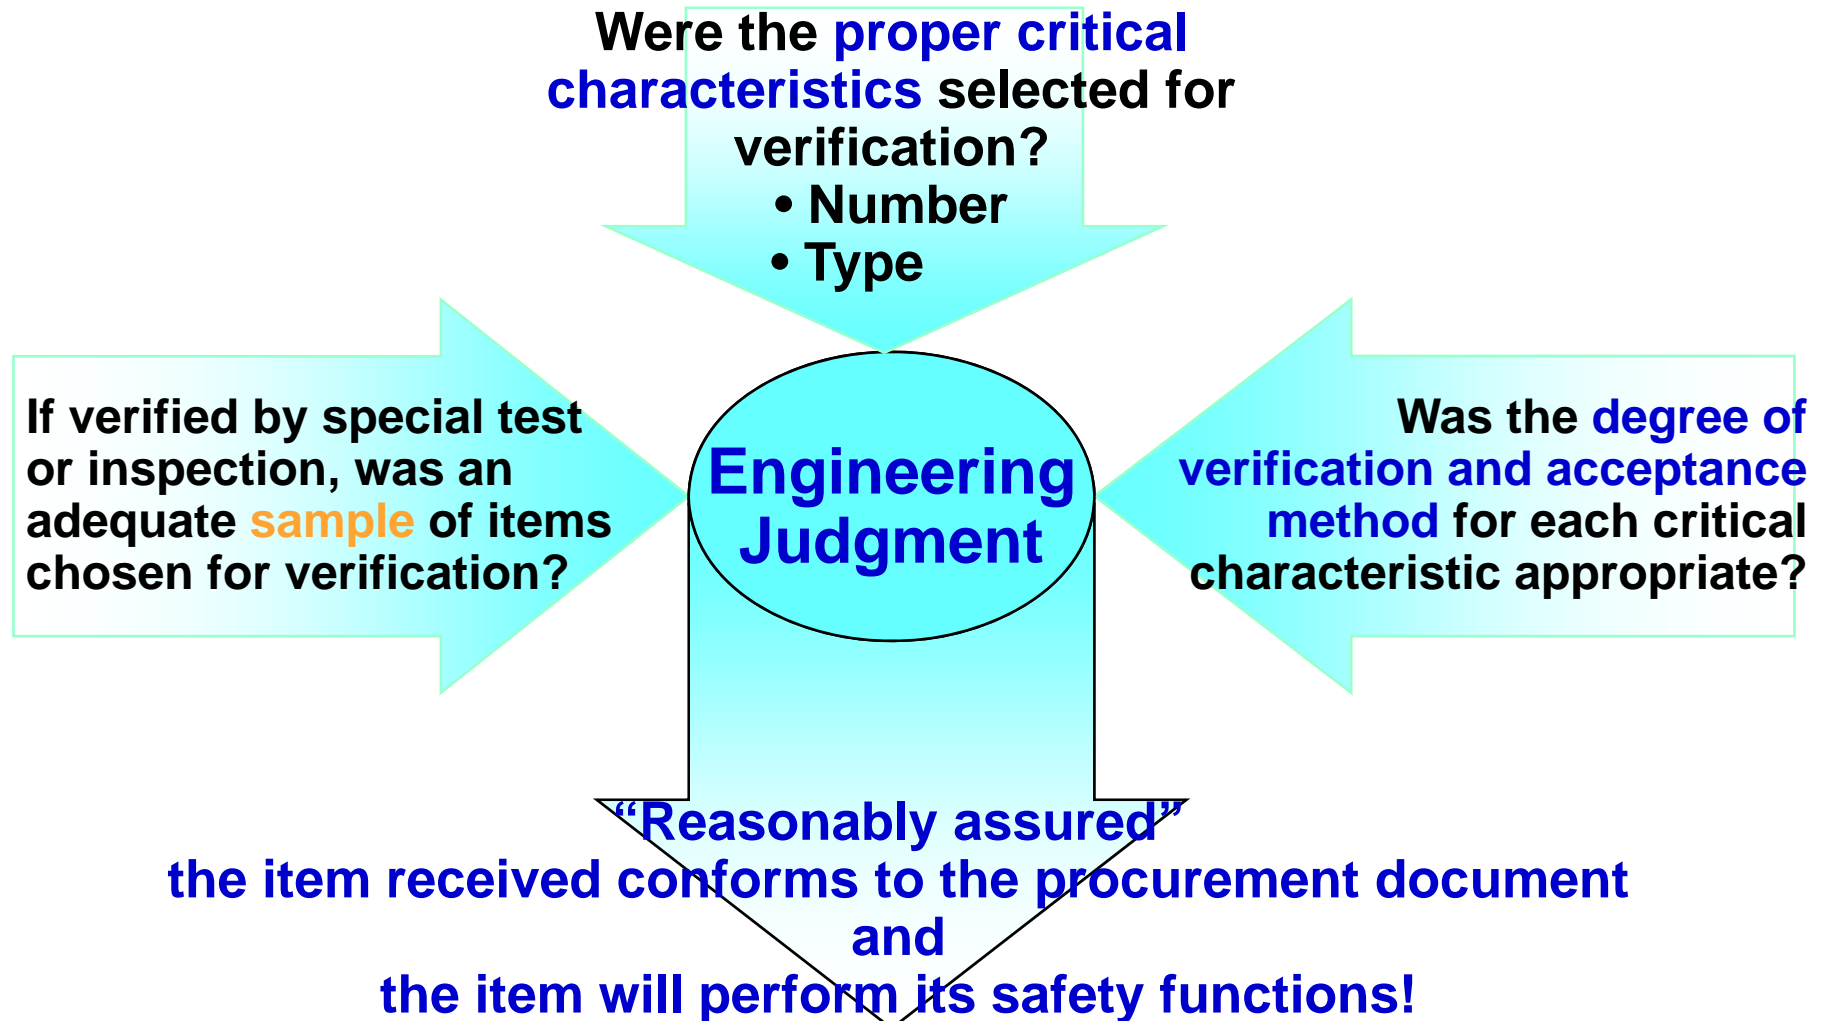 Were the proper critical
characteristics selected for
verification?
• Number
• Type
If verified by special test
or inspection, was an
adequate sample of items
chosen for verification?
Engineering
Judgment
Was the degree of
verification and acceptance
method for each critical
characteristic appropriate?
“Reasonably assured”
the item received conforms to the procurement document
and
the item will perform its safety functions!